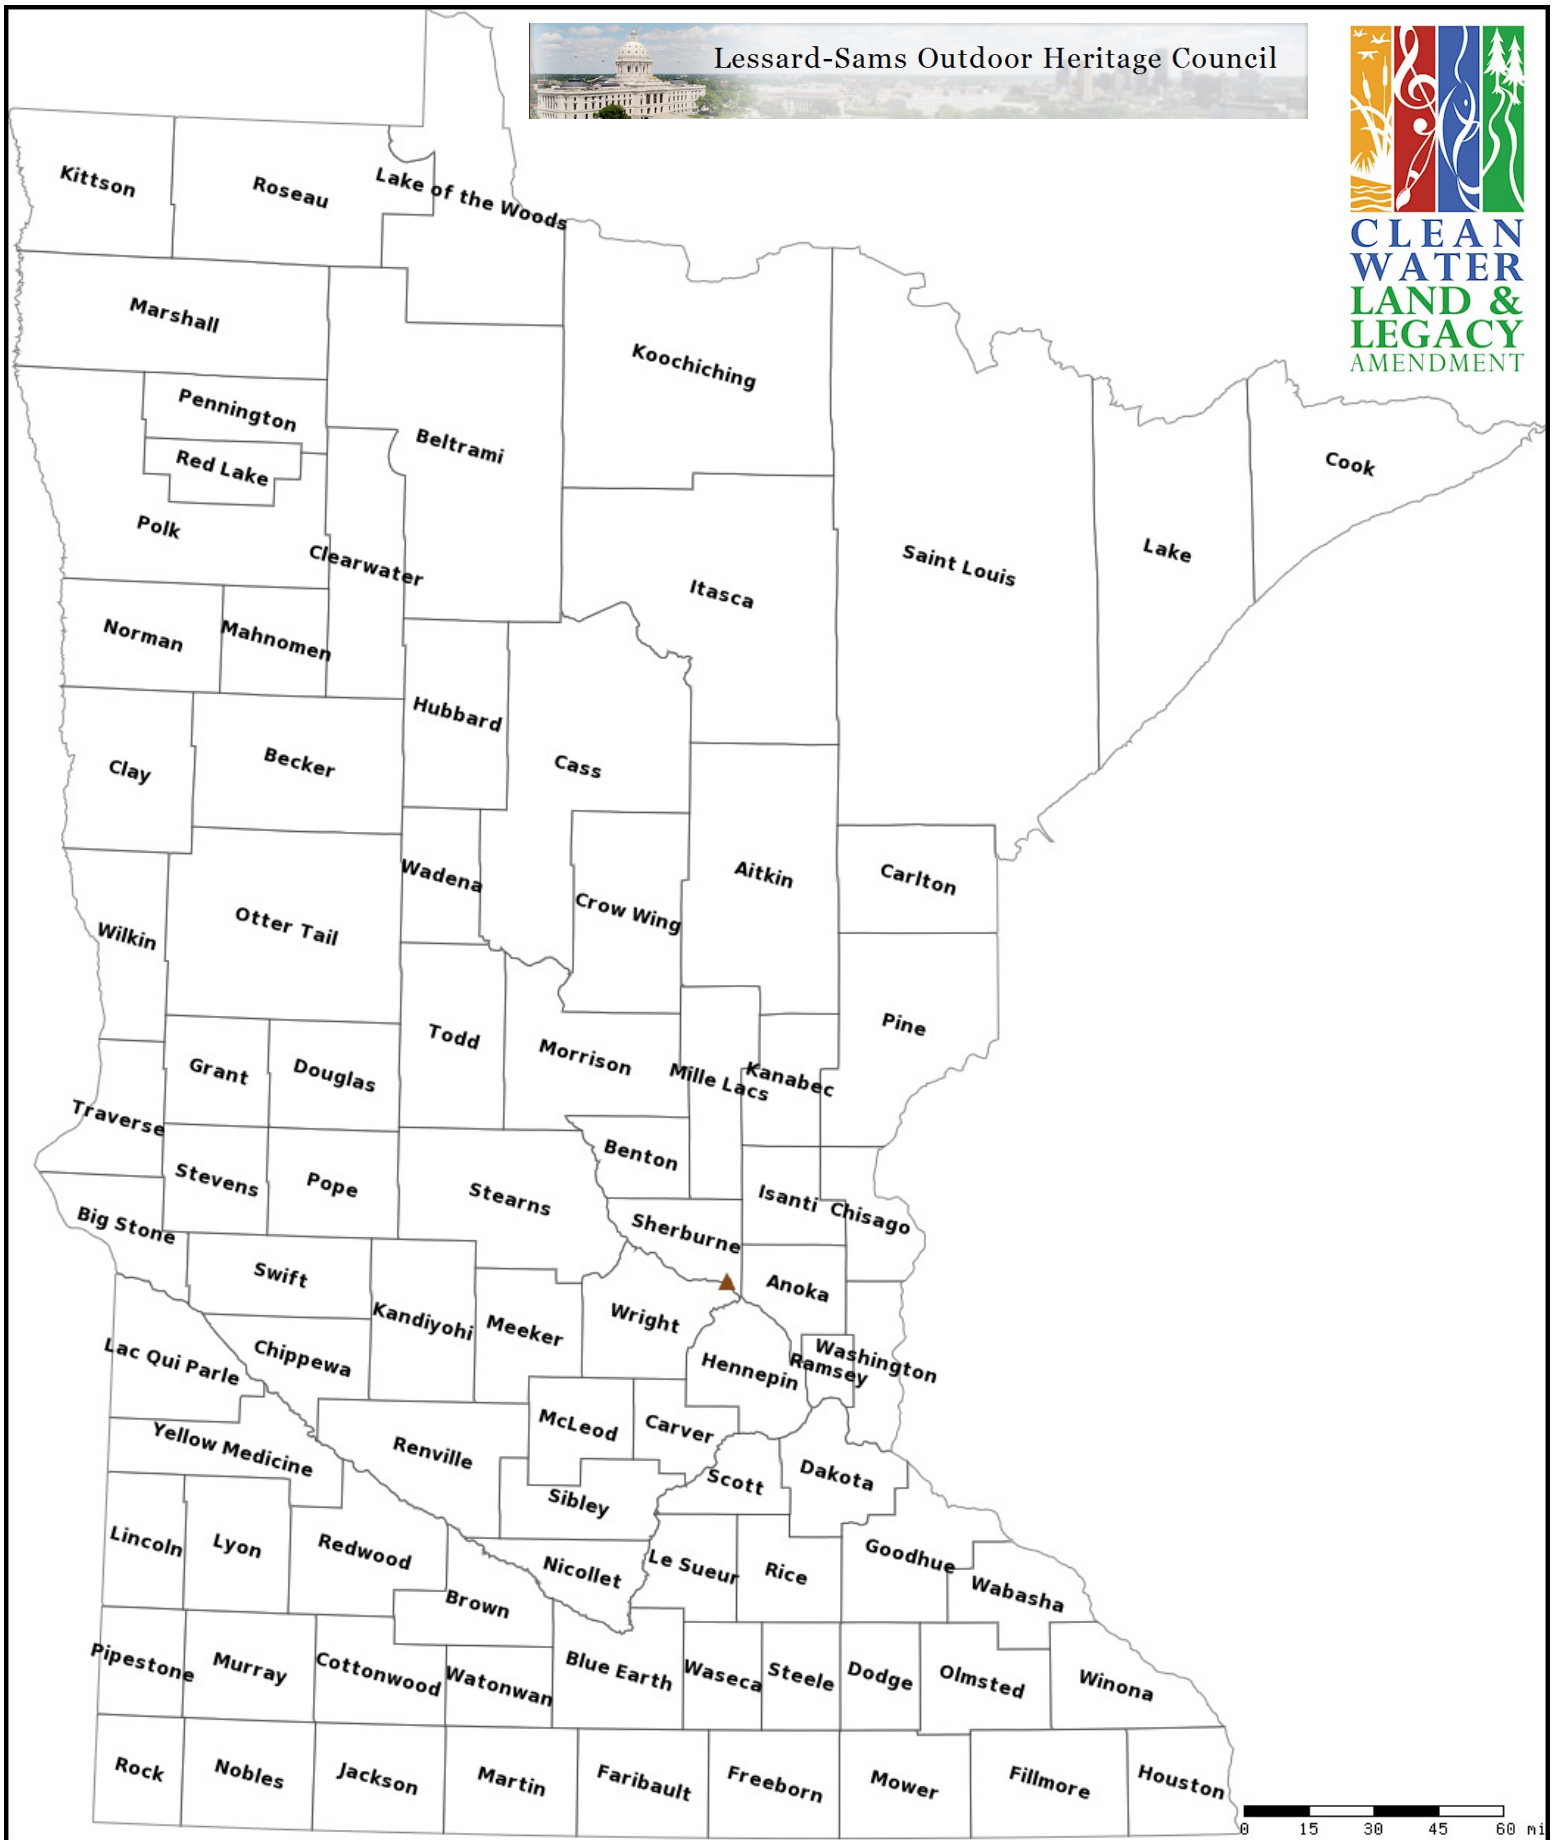 Lessard-Sams Outdoor Heritage Council
CLEAN
WATER
LAND &
LEGACY
AMENDMENT
Kittson
Roseau
Lake of the Woods
Marshall
Koochiching
Pennington
Beltrami
Red Lake
Cook
Polk
Clearwater
Saint Louis
Lake
Itasca
Norman
Mahnomen
Hubbard
Clay
Becker
Cass
Wadena
Aitkin
Carlton
Crow Wing
Otter Tail
Wilkin
Pine
Todd
Morrison
Grant
Douglas
Mille Lacs
Kanabec
Traverse
Benton
Stevens
Pope
Stearns
Isanti
Chisago
Big Stone
Sherburne
Swift
Anoka
Kandiyohi
Meeker
Wright
Lac Qui Parle
Chippewa
Hennepin
Ramsey
Washington
McLeod
Carver
Yellow Medicine
Renville
Scott
Dakota
Sibley
Lincoln
Lyon
Redwood
Nicollet
Le Sueur
Rice
Goodhue
Wabasha
Brown
Pipestone
Murray
Cottonwood
Watonwan
Blue Earth
Waseca
Steele
Dodge
Olmsted
Winona
Rock
Nobles
Jackson
Martin
Faribault
Freeborn
Mower
Fillmore
Houston
0 15 30 45 60 mi